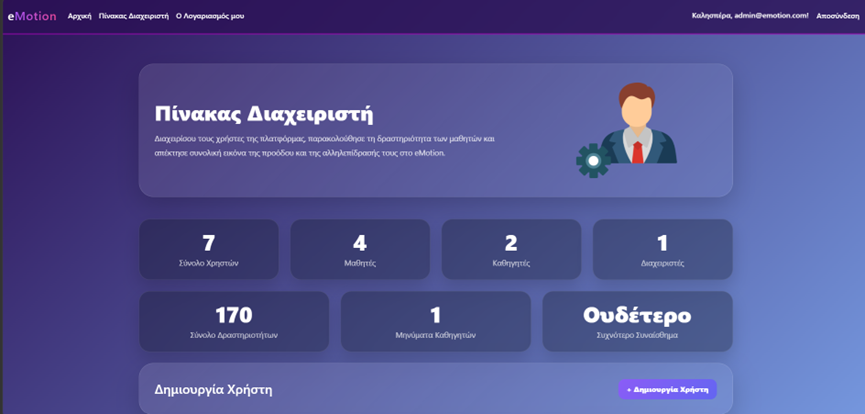 eMotion Αρχική Πίνακας Διαχειριστή Ο Λογαριασμός μου Καλησπέρα, admin@emotion.com! Αποσύνδεση
Πίνακας Διαχειριστή
Διαχειρίσου τους χρήστες της πλατφόρμας, παρακολούθησε τη δραστηριότητα των μαθητών και
απέκτησε συνολική εικόνα της προόδου και της αλληλεπίδρασής τους στο eMotion.
7 4 2 1
Σύνολο Χρηστών Μαθητές Καθηγητές Διαχειριστές
170 1 Ουδέτερο
Σύνολο Δραστηριοτήτων Μηνύματα Καθηγητών Συχνότερο Συναίσθημα
Δημιουργία Χρήστη + Δημιουργία Χρήστη